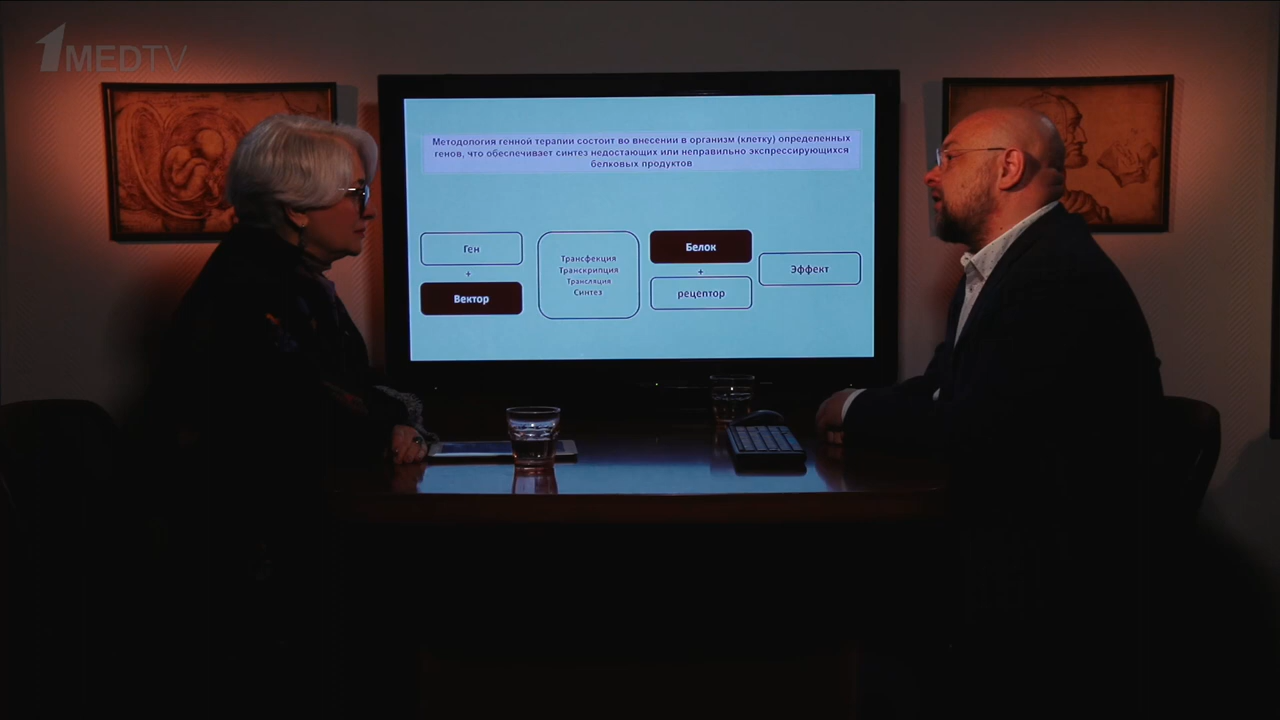 1MEDTV
Методология генной терапии состоит во внесении в организм (клетку) определенных
генов, что обеспечивает синтез недостающих или неправильно экспрессирующихся
белковых продуктов
Ген
+
Вектор
Трансфекция
Транскрипция
Трансляция
Синтез
Белок
+
рецептор
Эффект